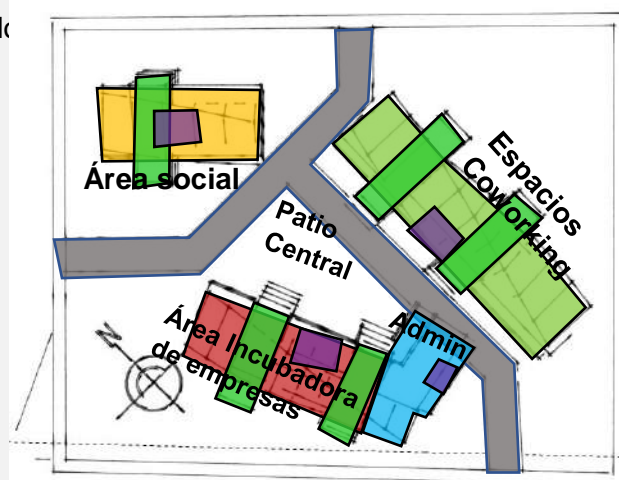 Área social
Espacios
Coworking
Patio
Central
Admin
Área Incubadora
de empresas
N